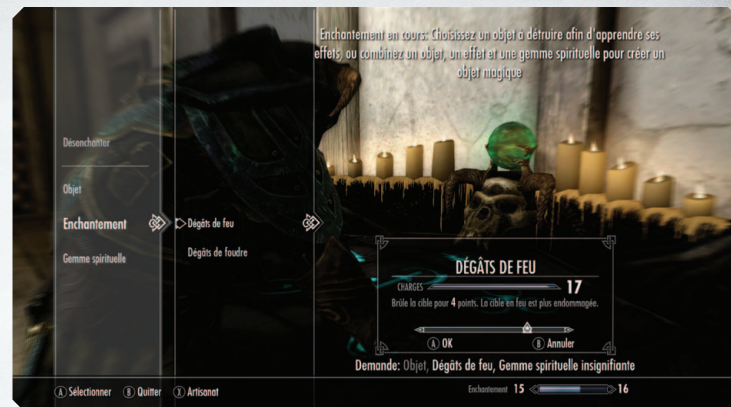 Enchantement en cours: Choisissez un objet à détruire afin d'apprendre ses
effets, ou combinez un objet, un effet et une gemme spirituelle pour créer un
objet magique
Désenchanter
Objet
Enchantement
Gemme spirituelle
Dégâts de feu
Dégâts de foudre
DÉGÂTS DE FEU
CHARGES 17
Brûle la cible pour 4 points. La cible en feu est plus endommagée.
A OK B Annuler
Demande: Objet, Dégâts de feu, Gemme spirituelle insignifiante
A Sélectionner B Quitter X Artisanat
Enchantement 15 16